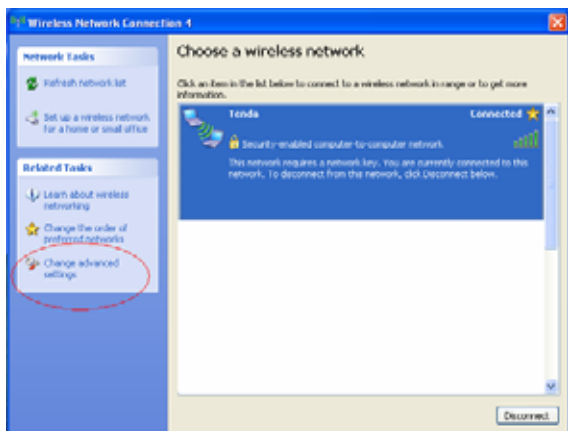 Wireless Network Connection 4
Network Tasks
Refresh network list
Set up a wireless network
for a home or small office
Related Tasks
Learn about wireless
networking
Change the order of
preferred networks
Change advanced
settings
Choose a wireless network
Click an item in the list below to connect to a wireless network in range or to get more
information.
Tenda
Connected
Security-enabled computer-to-computer network
This network requires a network key. You are currently connected to this
network. To disconnect from the network, click Disconnect below.
Disconnect